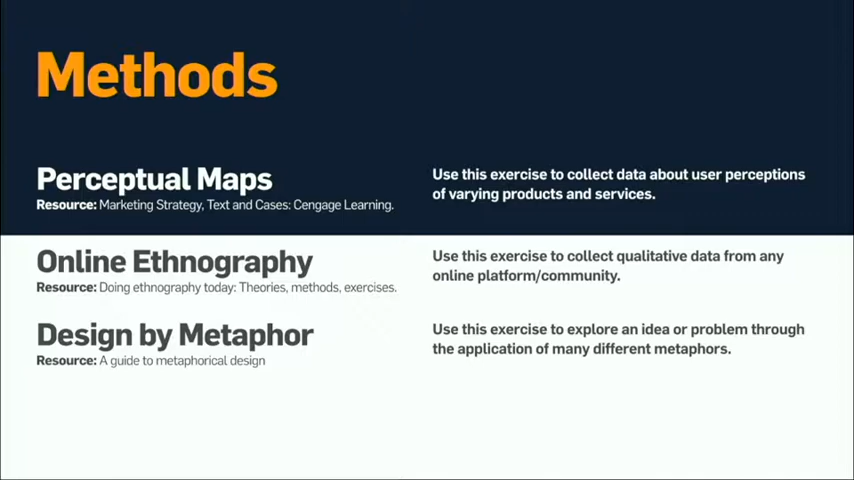 Methods
Perceptual Maps
Resource: Marketing Strategy, Text and Cases: Cengage Learning.
Use this exercise to collect data about user perceptions
of varying products and services.
Online Ethnography
Resource: Doing ethnography today: Theories, methods, exercises.
Use this exercise to collect qualitative data from any
online platform/community.
Design by Metaphor
Resource: A guide to metaphorical design
Use this exercise to explore an idea or problem through
the application of many different metaphors.